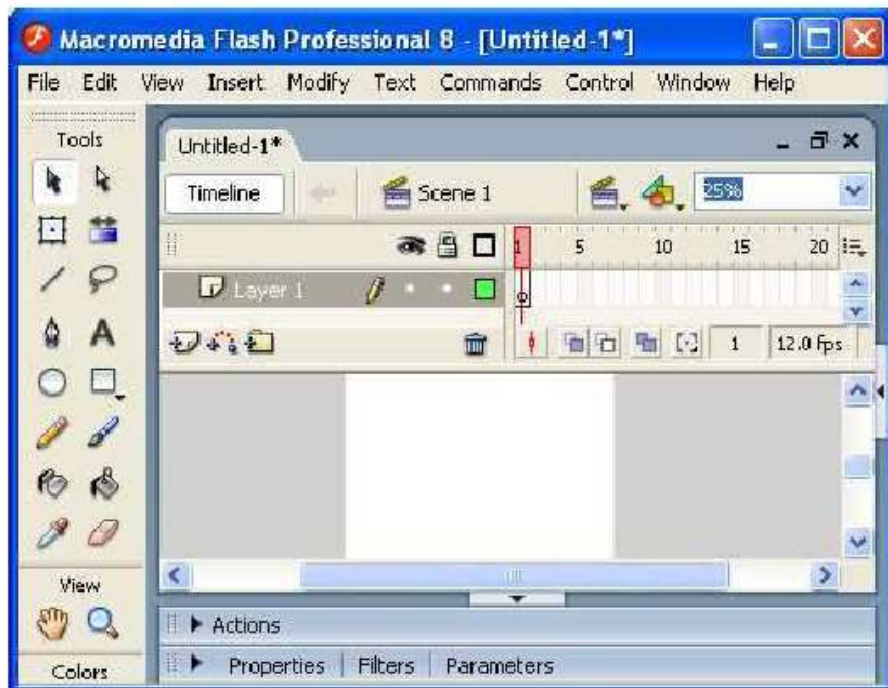 Macromedia Flash Professional 8 - [Untitled-1*]
File Edit View Insert Modify Text Commands Control Window Help
Tools
Untitled-1*
Timeline Scene 1 25%
1 5 10 15 20
Layer 1
1 12.0 fps
View
Actions
Properties Filters Parameters
Colors